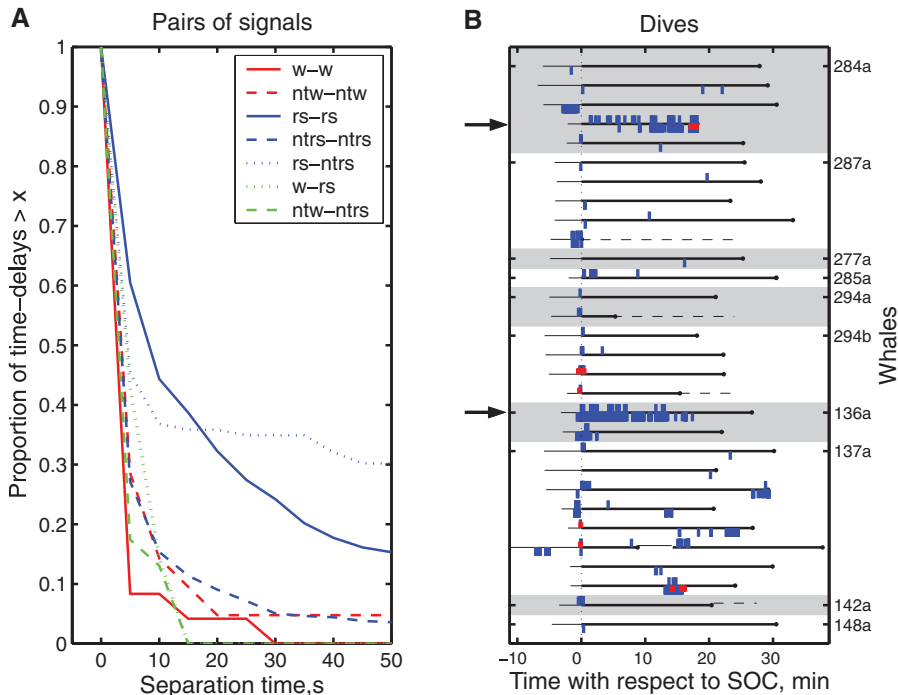 A
Pairs of signals
1
0.9
0.8
0.7
0.6
0.5
0.4
0.3
0.2
0.1
0
Proportion of time–delays > x
w–w
ntw–ntw
rs–rs
ntrs–ntrs
rs–ntrs
w–rs
ntw–ntrs
0 10 20 30 40 50
Separation time,s
B
Dives
284a
287a
277a
285a
294a
294b
136a
137a
142a
148a
Whales
−10 0 10 20 30
Time with respect to SOC, min